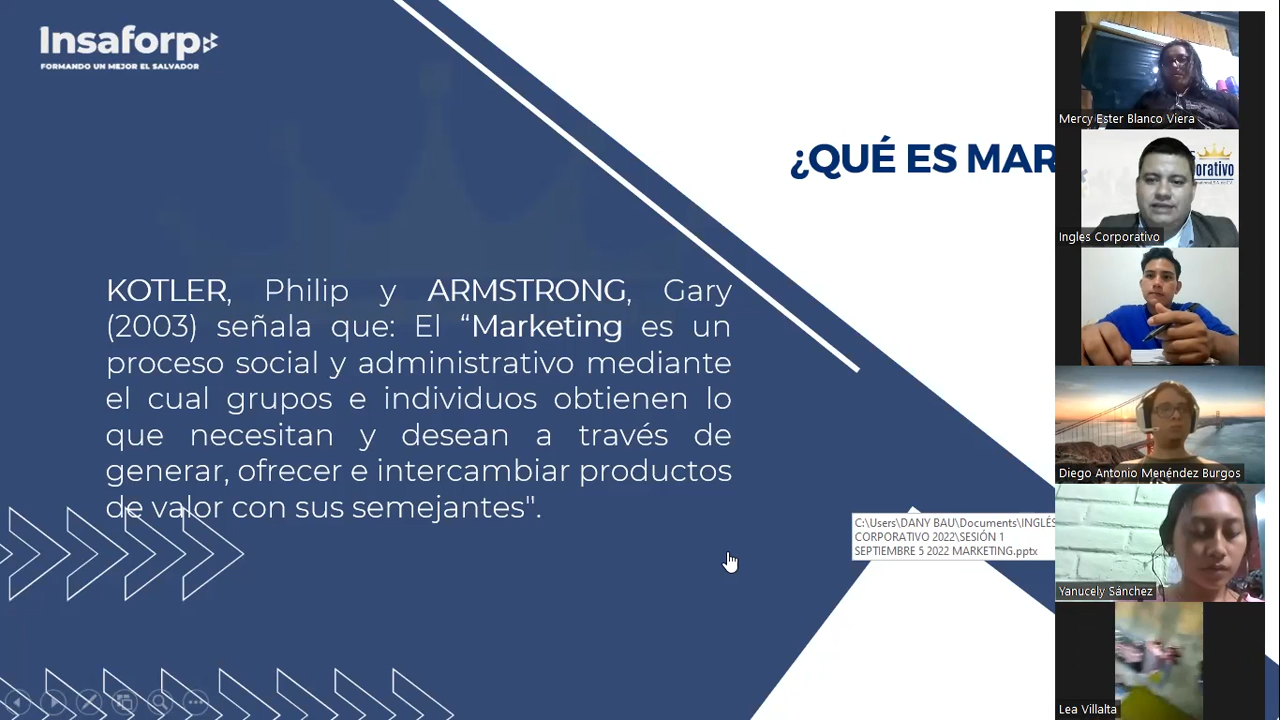 Insaforp
FORMANDO UN MEJOR EL SALVADOR
¿QUÉ ES MAR
KOTLER, Philip y ARMSTRONG, Gary
(2003) señala que: El “Marketing es un
proceso social y administrativo mediante
el cual grupos e individuos obtienen lo
que necesitan y desean a través de
generar, ofrecer e intercambiar productos
de valor con sus semejantes".
C:\Users\DANY BAU\Documents\INGLÉS
CORPORATIVO 2022\SESIÓN 1
SEPTIEMBRE 5 2022 MARKETING.pptx
Mercy Ester Blanco Viera
Ingles Corporativo
Diego Antonio Menéndez Burgos
Yanucely Sánchez
Lea Villalta